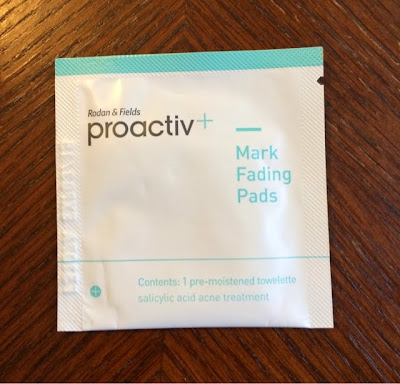 Rodan & Fields
proactiv+
Mark
Fading
Pads
Contents: 1 pre-moistened towelette
salicylic acid acne treatment